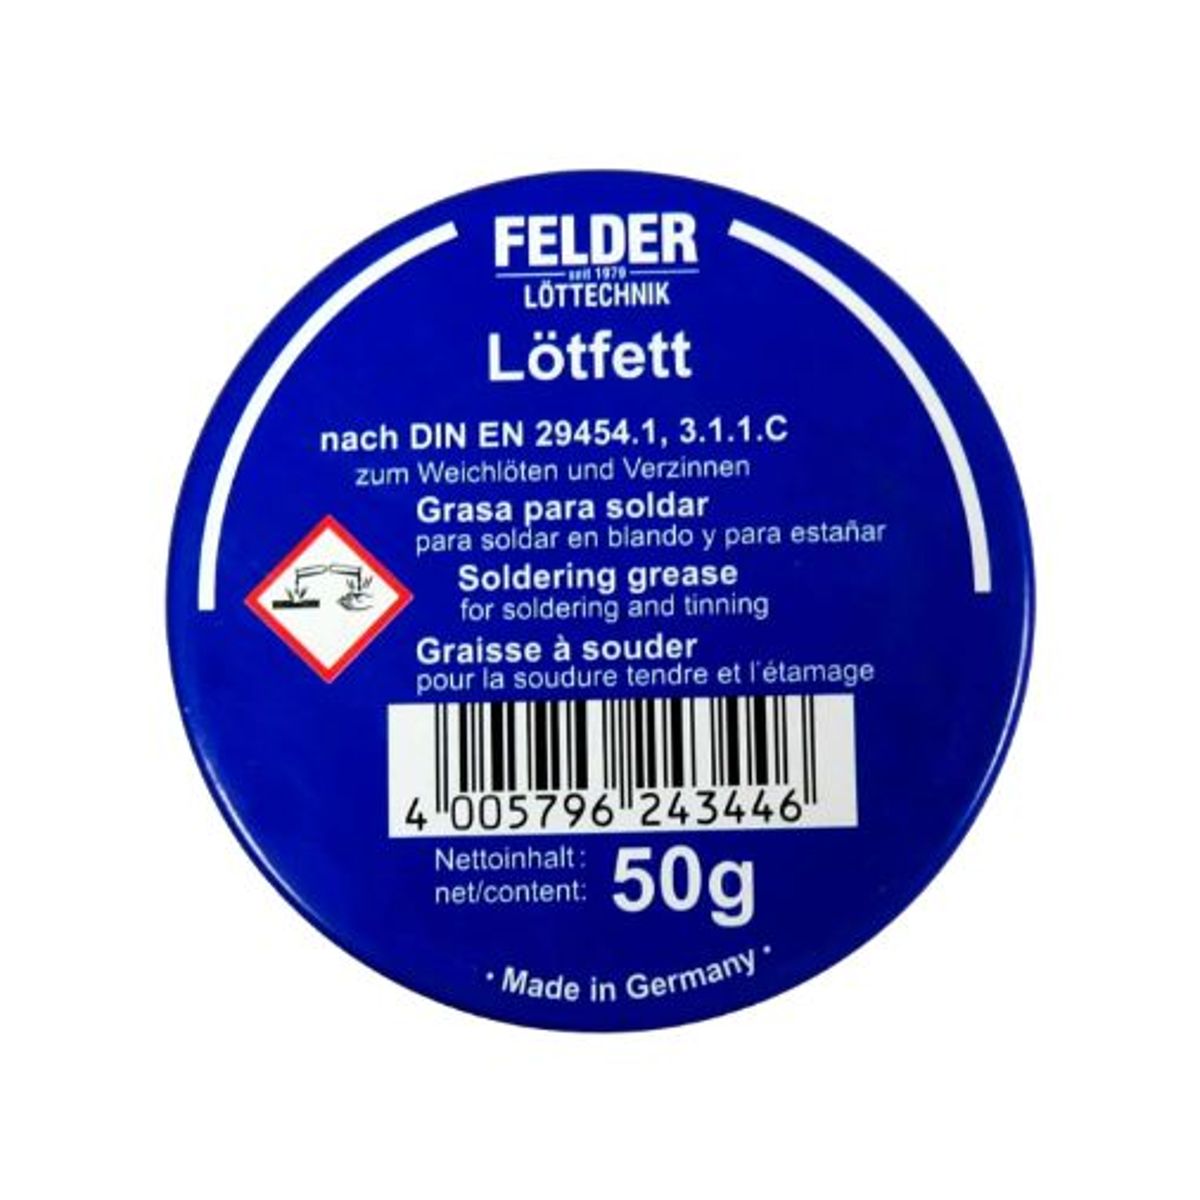 FELDER
seit 1979
LÖTTECHNIK
Lötfett
nach DIN EN 29454.1, 3.1.1.C
zum Weichlöten und Verzinnen
Grasa para soldar
para soldar en blando y para estañar
Soldering grease
for soldering and tinning
Graisse à souder
pour la soudure tendre et l'étamage
4 005796 243446
Nettoinhalt:
net/content:
50g
· Made in Germany ·